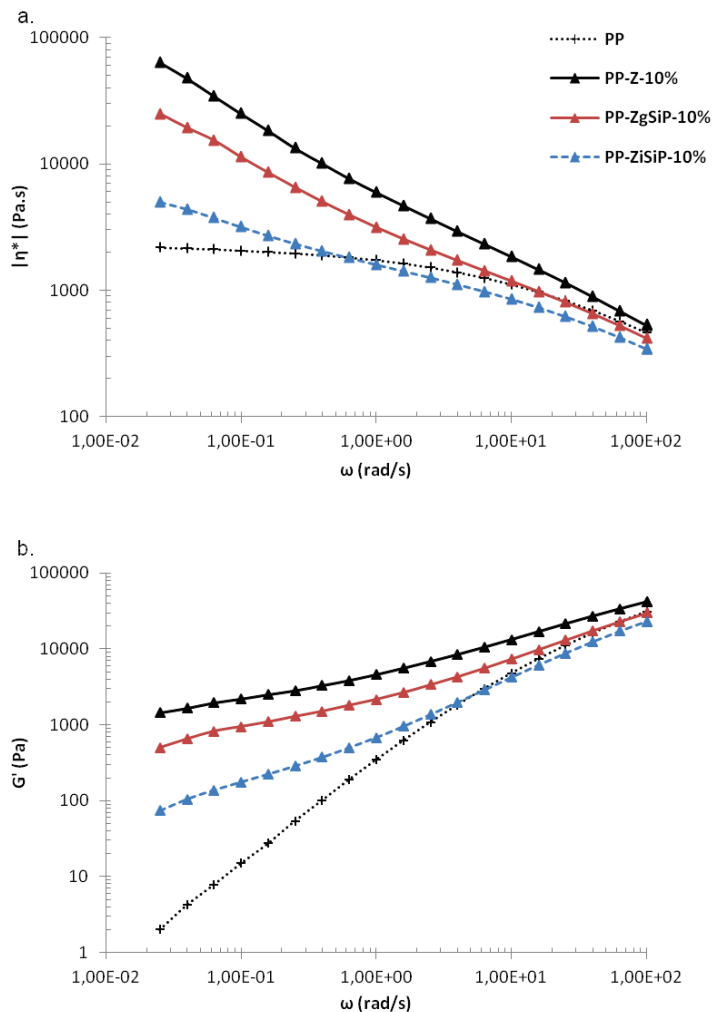 a.
100000
10000
1000
100
|η*| (Pa.s)
1,00E-02 1,00E-01 1,00E+00 1,00E+01 1,00E+02
ω (rad/s)
PP
PP-Z-10%
PP-ZgSiP-10%
PP-ZiSiP-10%
b.
100000
10000
1000
100
10
1
G' (Pa)
1,00E-02 1,00E-01 1,00E+00 1,00E+01 1,00E+02
ω (rad/s)